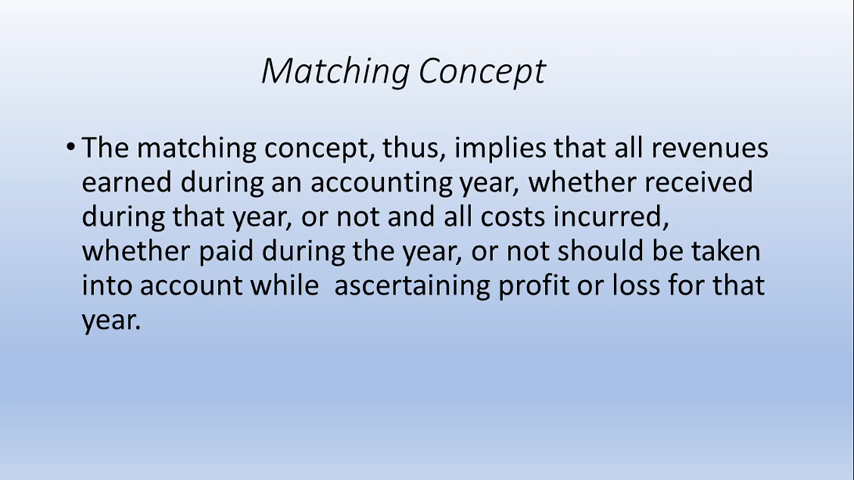 Matching Concept
• The matching concept, thus, implies that all revenues
earned during an accounting year, whether received
during that year, or not and all costs incurred,
whether paid during the year, or not should be taken
into account while  ascertaining profit or loss for that
year.